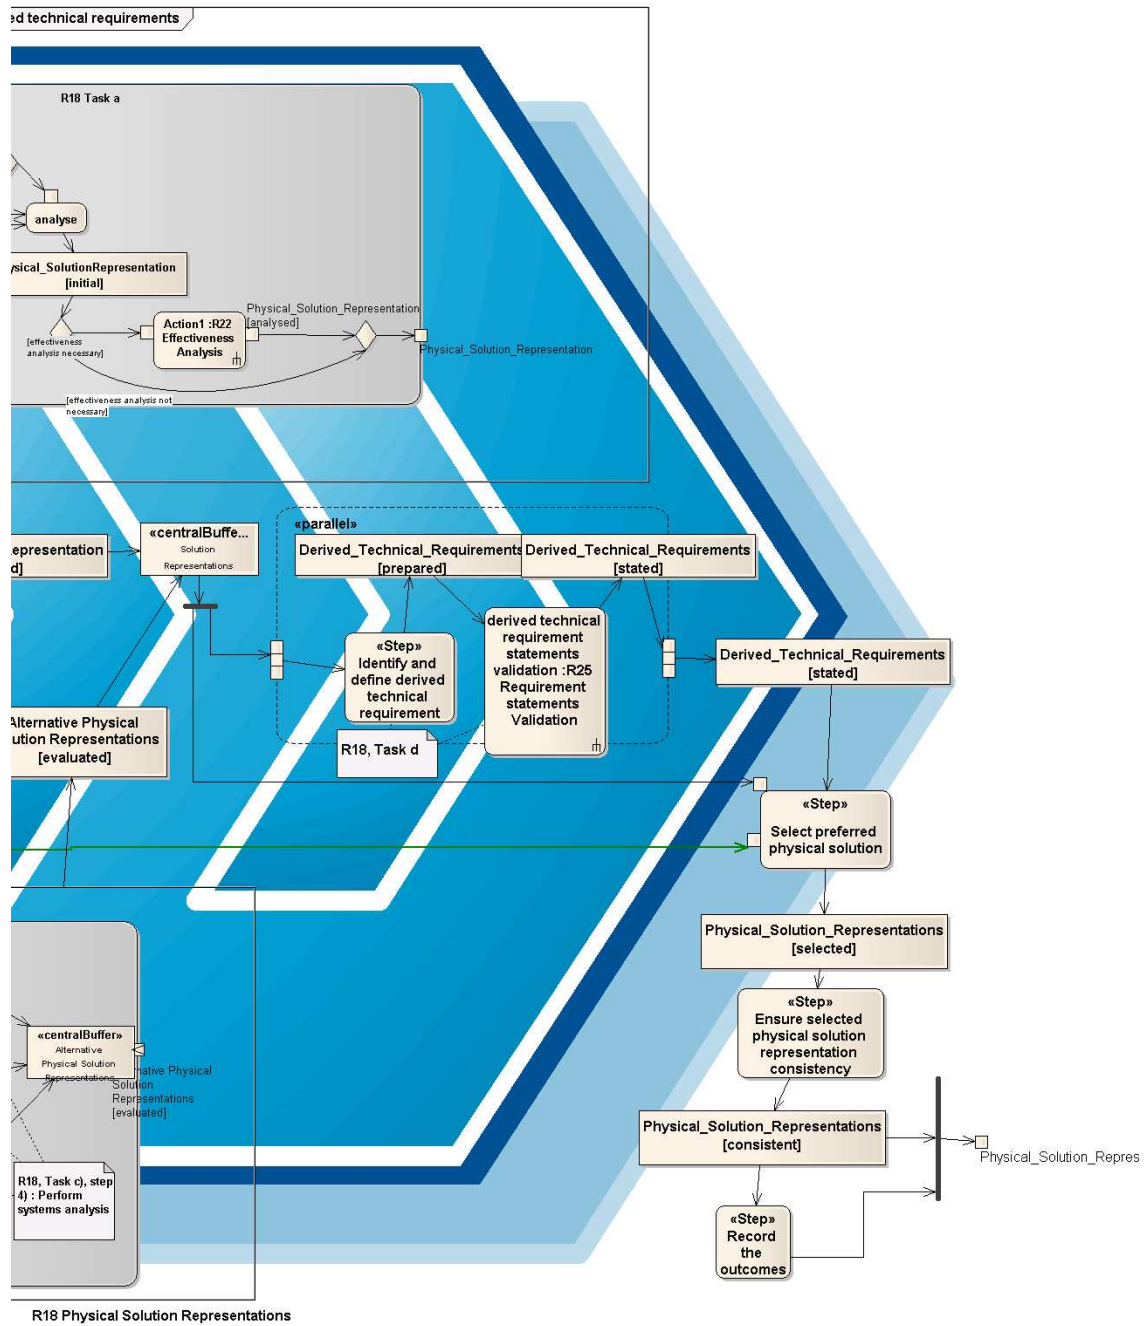 ed technical requirements
R18 Task a
analyse
ysical_SolutionRepresentation
[initial]
Physical_Solution_Representation
[analysed]
Action1 :R22
Effectiveness
Analysis
[effectiveness
analysis necessary]
Physical_Solution_Representation
[effectiveness analysis not
necessary]
«centralBuffe...
Solution
Representations
epresentation
d]
«parallel»
Derived_Technical_Requirements
[prepared]
Derived_Technical_Requirements
[stated]
«Step»
Identify and
define derived
technical
requirement
derived technical
requirement
statements
validation :R25
Requirement
statements
Validation
Derived_Technical_Requirements
[stated]
R18, Task d
Alternative Physical
ution Representations
[evaluated]
«Step»
Select preferred
physical solution
Physical_Solution_Representations
[selected]
«Step»
Ensure selected
physical solution
representation
consistency
«centralBuffer»
Alternative
Physical Solution
Representations
native Physical
Solution
Representations
[evaluated]
Physical_Solution_Representations
[consistent]
Physical_Solution_Repres
R18, Task c), step
4) : Perform
systems analysis
«Step»
Record
the
outcomes
R18 Physical Solution Representations